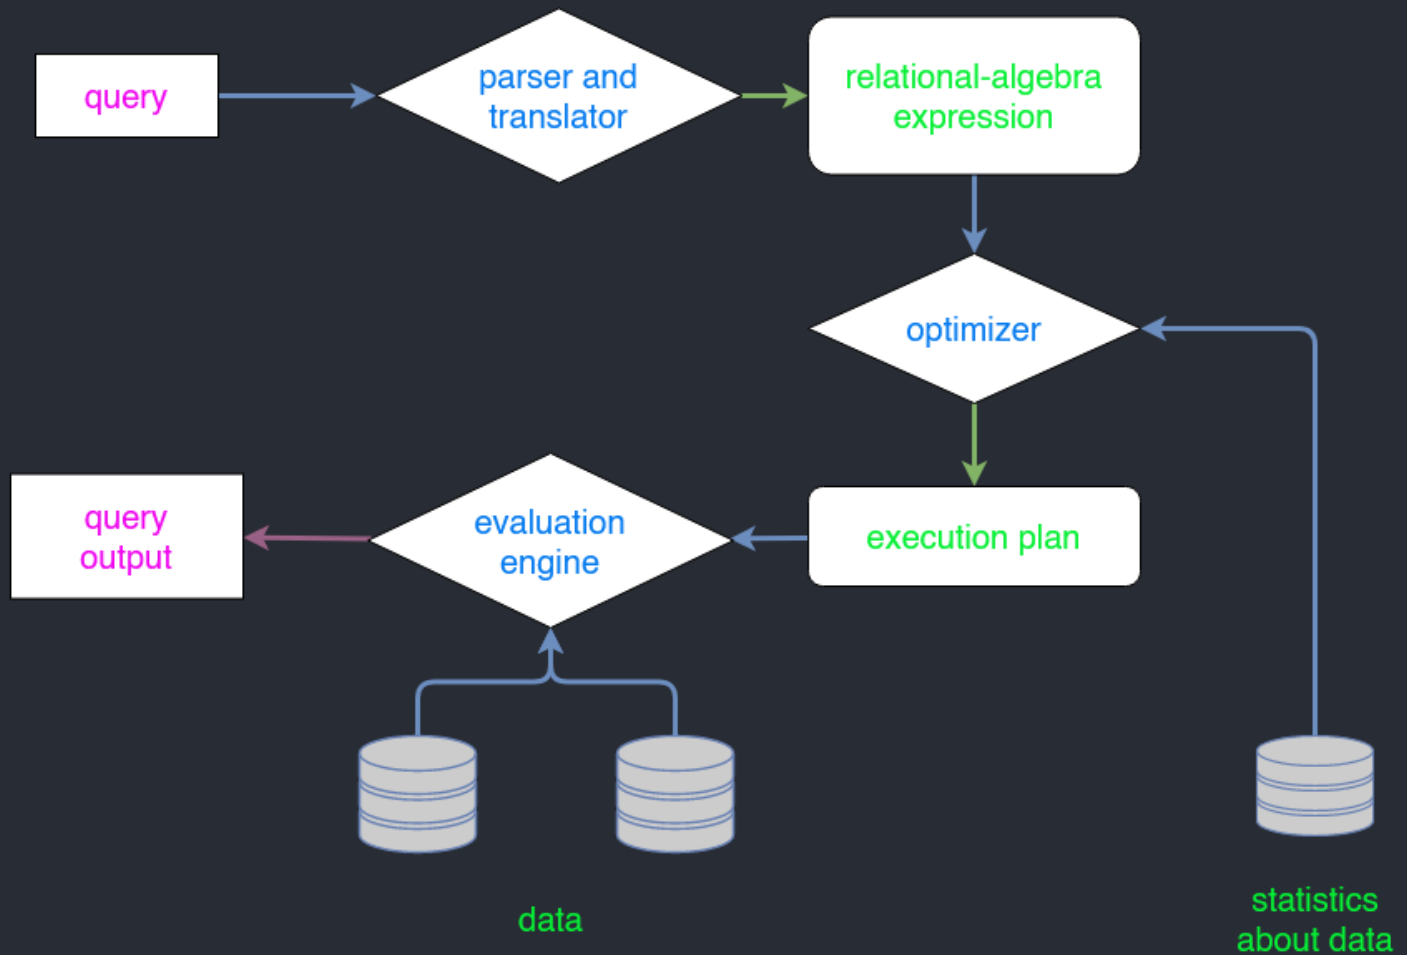 query
parser and
translator
relational-algebra
expression
optimizer
query
output
evaluation
engine
execution plan
data
statistics
about data